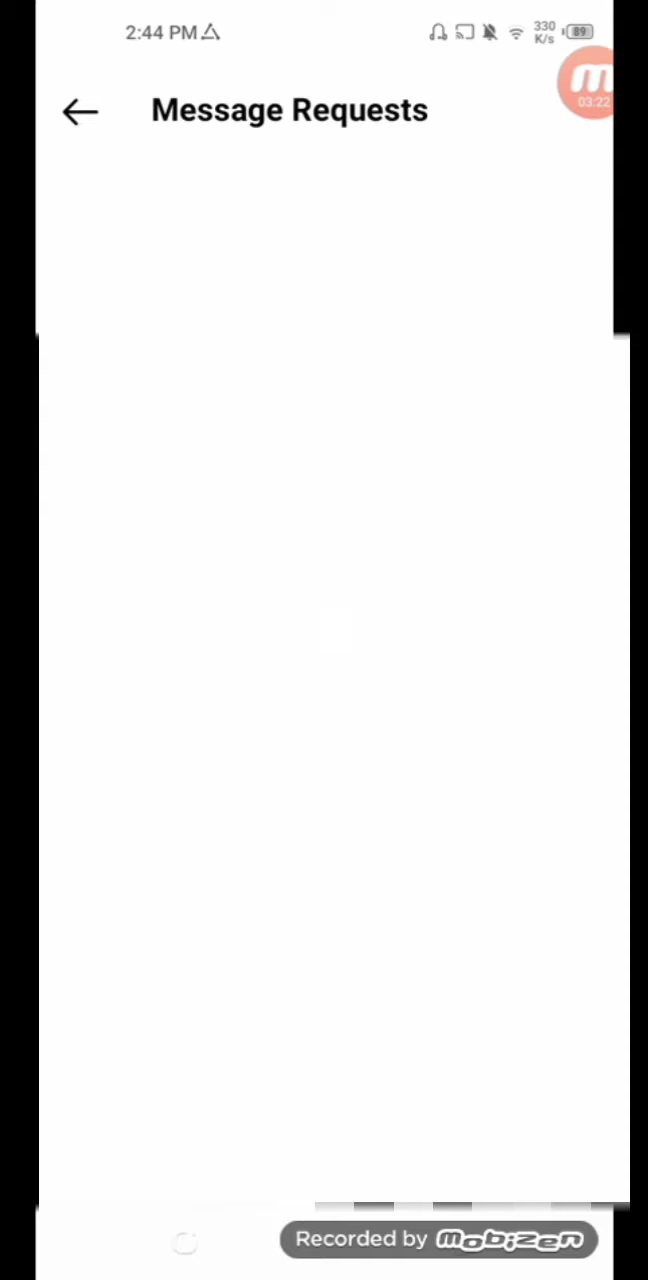 2:44 PM
330
K/s
89
Message Requests
03:22
Recorded by mobizen